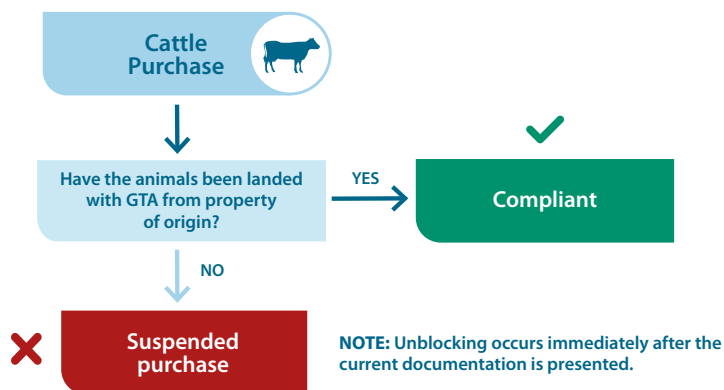 Cattle
Purchase
Have the animals been landed
with GTA from property
of origin?
YES
Compliant
NO
Suspended
purchase
NOTE: Unblocking occurs immediately after the
current documentation is presented.